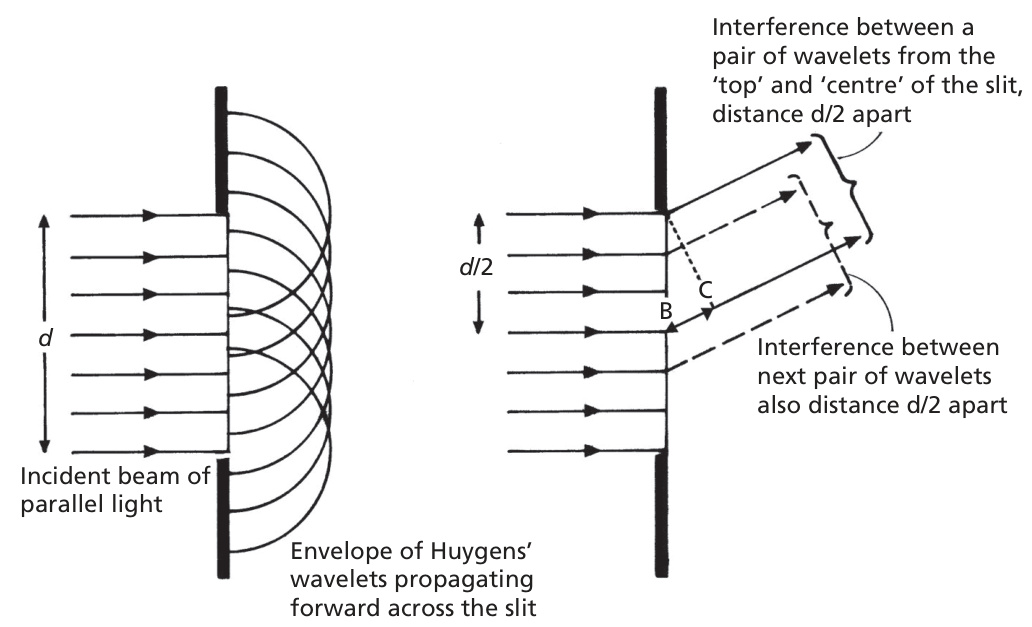 Interference between a
pair of wavelets from the
‘top’ and ‘centre’ of the slit,
distance d/2 apart
d
d/2
C
B
Interference between
next pair of wavelets
also distance d/2 apart
Incident beam of
parallel light
Envelope of Huygens’
wavelets propagating
forward across the slit